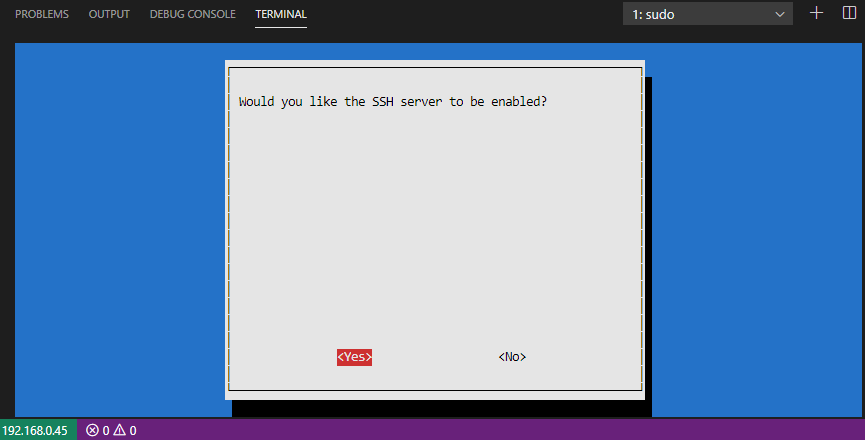 PROBLEMS OUTPUT DEBUG CONSOLE TERMINAL 1: sudo
Would you like the SSH server to be enabled?
<Yes> <No>
192.168.0.45 0 0